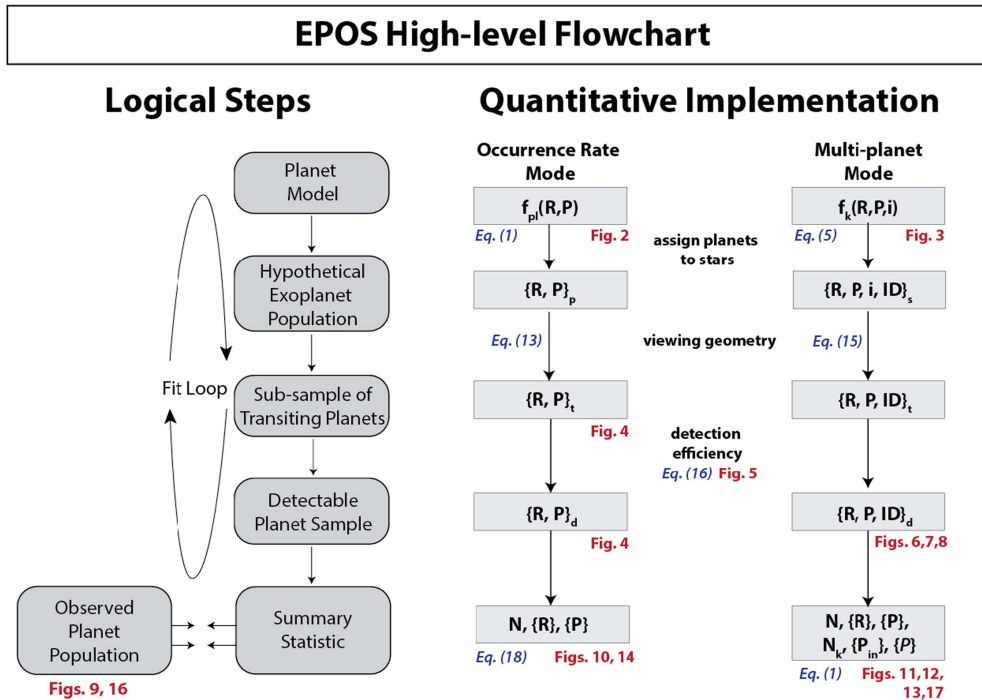 EPOS High-level Flowchart
Logical Steps
Planet
Model
Hypothetical
Exoplanet
Population
Fit Loop
Sub-sample of
Transiting Planets
Detectable
Planet Sample
Observed
Planet
Population
Figs. 9, 16
Summary
Statistic
Quantitative Implementation
Occurrence Rate
Mode
f_pl(R,P)
Eq. (1) Fig. 2
{R, P}_p
Eq. (13)
{R, P}_t
Fig. 4
{R, P}_d
Fig. 4
N, {R}, {P}
Eq. (18) Figs. 10, 14
assign planets
to stars
viewing geometry
detection
efficiency
Eq. (16) Fig. 5
Multi-planet
Mode
f_k(R,P,i)
Eq. (5) Fig. 3
{R, P, i, ID}_s
Eq. (15)
{R, P, ID}_t
{R, P, ID}_d
Figs. 6,7,8
N, {R}, {P},
N_k, {P_in}, {P}
Eq. (1) Figs. 11,12,
13,17